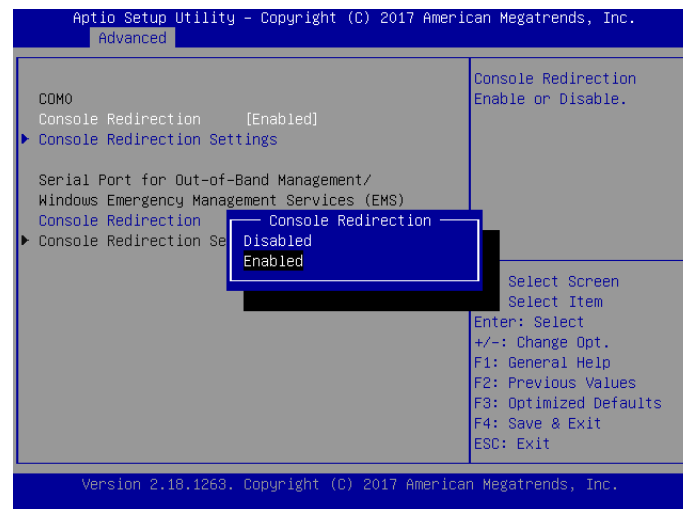 Aptio Setup Utility – Copyright (C) 2017 American Megatrends, Inc.
Advanced
COM0
Console Redirection [Enabled]
Console Redirection Settings
Serial Port for Out-of-Band Management/
Windows Emergency Management Services (EMS)
Console Redirection
Console Redirection Se
Console Redirection
Disabled
Enabled
Console Redirection
Enable or Disable.
Select Screen
Select Item
Enter: Select
+/-: Change Opt.
F1: General Help
F2: Previous Values
F3: Optimized Defaults
F4: Save & Exit
ESC: Exit
Version 2.18.1263. Copyright (C) 2017 American Megatrends, Inc.